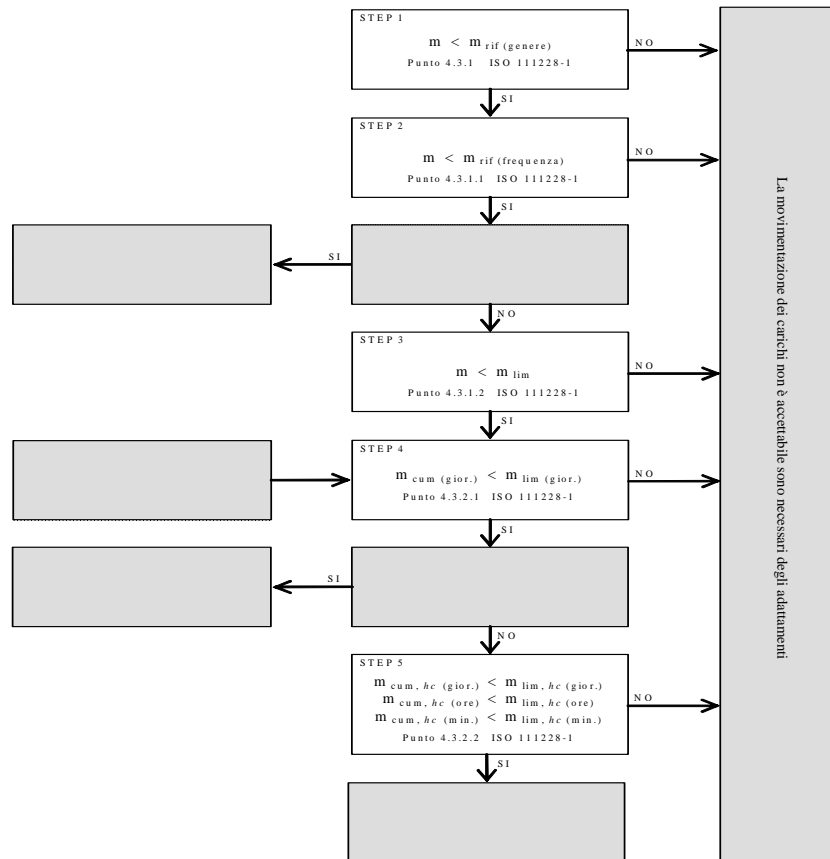 STEP 1
m < m rif (genere)
Punto 4.3.1 ISO 111228-1
NO
SI
STEP 2
m < m rif (frequenza)
Punto 4.3.1.1 ISO 111228-1
NO
SI
SI
NO
STEP 3
m < m lim
Punto 4.3.1.2 ISO 111228-1
NO
SI
STEP 4
m cum (gior.) < m lim (gior.)
Punto 4.3.2.1 ISO 111228-1
NO
SI
SI
NO
STEP 5
m cum, hc (gior.) < m lim, hc (gior.)
m cum, hc (ore) < m lim, hc (ore)
m cum, hc (min.) < m lim, hc (min.)
Punto 4.3.2.2 ISO 111228-1
NO
SI
La movimentazione dei carichi non è accettabile sono necessari degli adattamenti